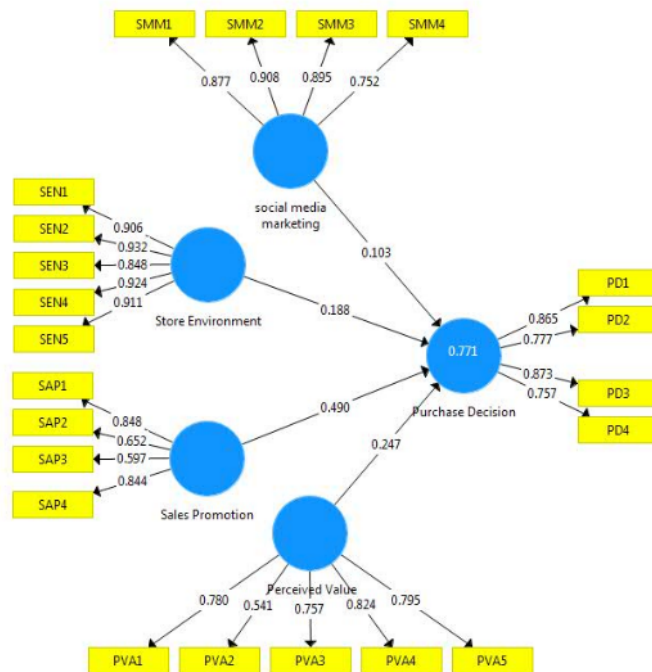 SMM1
SMM2
SMM3
SMM4
0.877
0.908
0.895
0.752
social media
marketing
0.103
SEN1
SEN2
SEN3
SEN4
SEN5
0.906
0.932
0.848
0.924
0.911
Store Environment
0.188
SAP1
SAP2
SAP3
SAP4
0.848
0.652
0.597
0.844
Sales Promotion
0.490
0.771
Purchase Decision
PD1
PD2
PD3
PD4
0.865
0.777
0.873
0.757
0.247
Perceived Value
0.780
0.541
0.757
0.824
0.795
PVA1
PVA2
PVA3
PVA4
PVA5